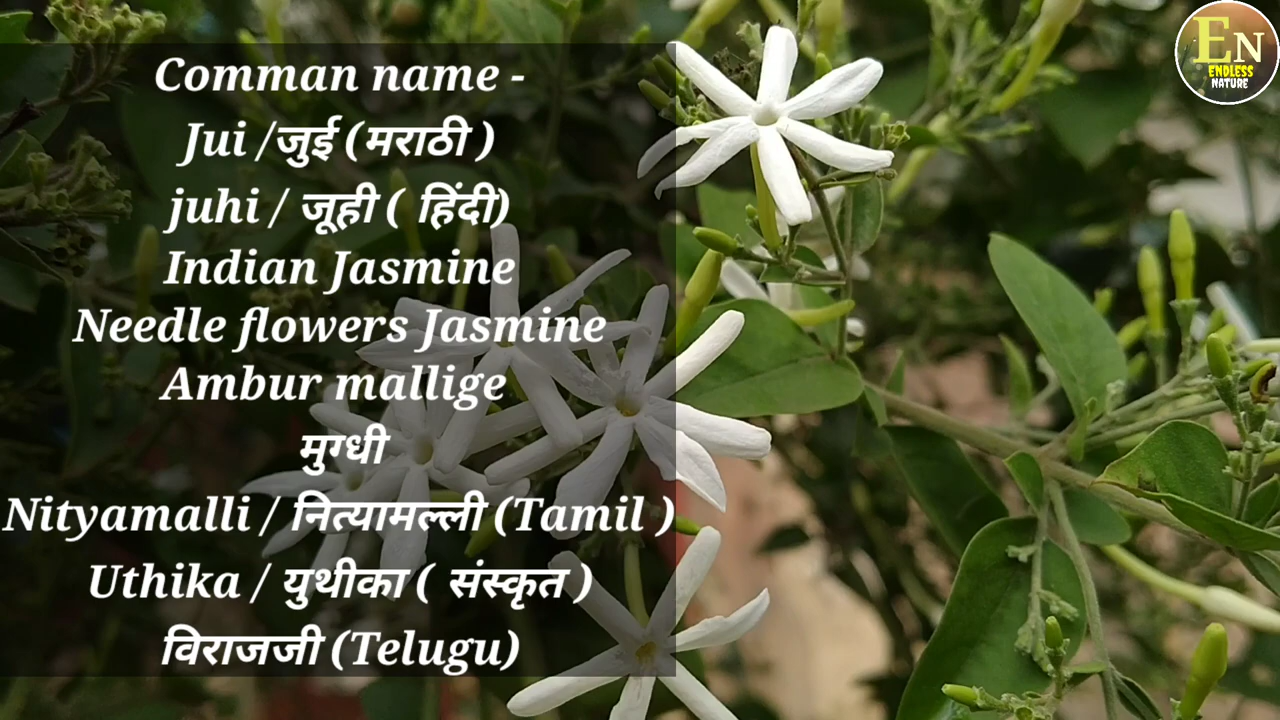 Comman name -
Jui /जुई (मराठी )
juhi / जूही ( हिंदी)
Indian Jasmine
Needle flowers Jasmine
Ambur mallige
मुग्धी
Nityamalli / नित्यामल्ली (Tamil )
Uthika / युथीका ( संस्कृत )
विराजजी (Telugu)
EN
ENDLESS
NATURE